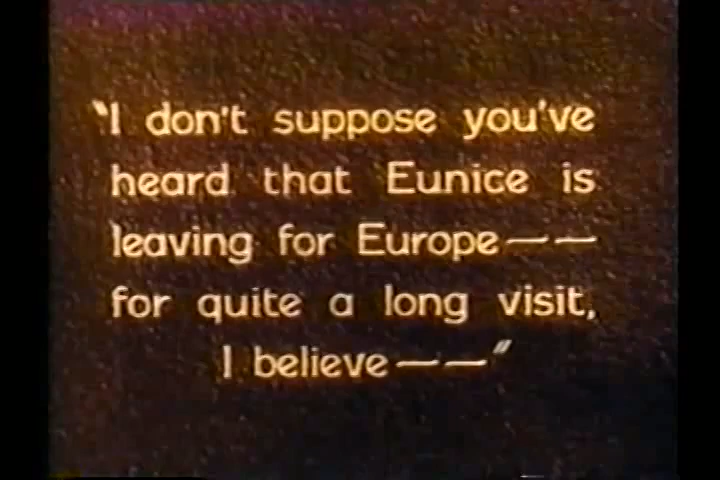 “I don't suppose you've
heard that Eunice is
leaving for Europe——
for quite a long visit,
I believe——”